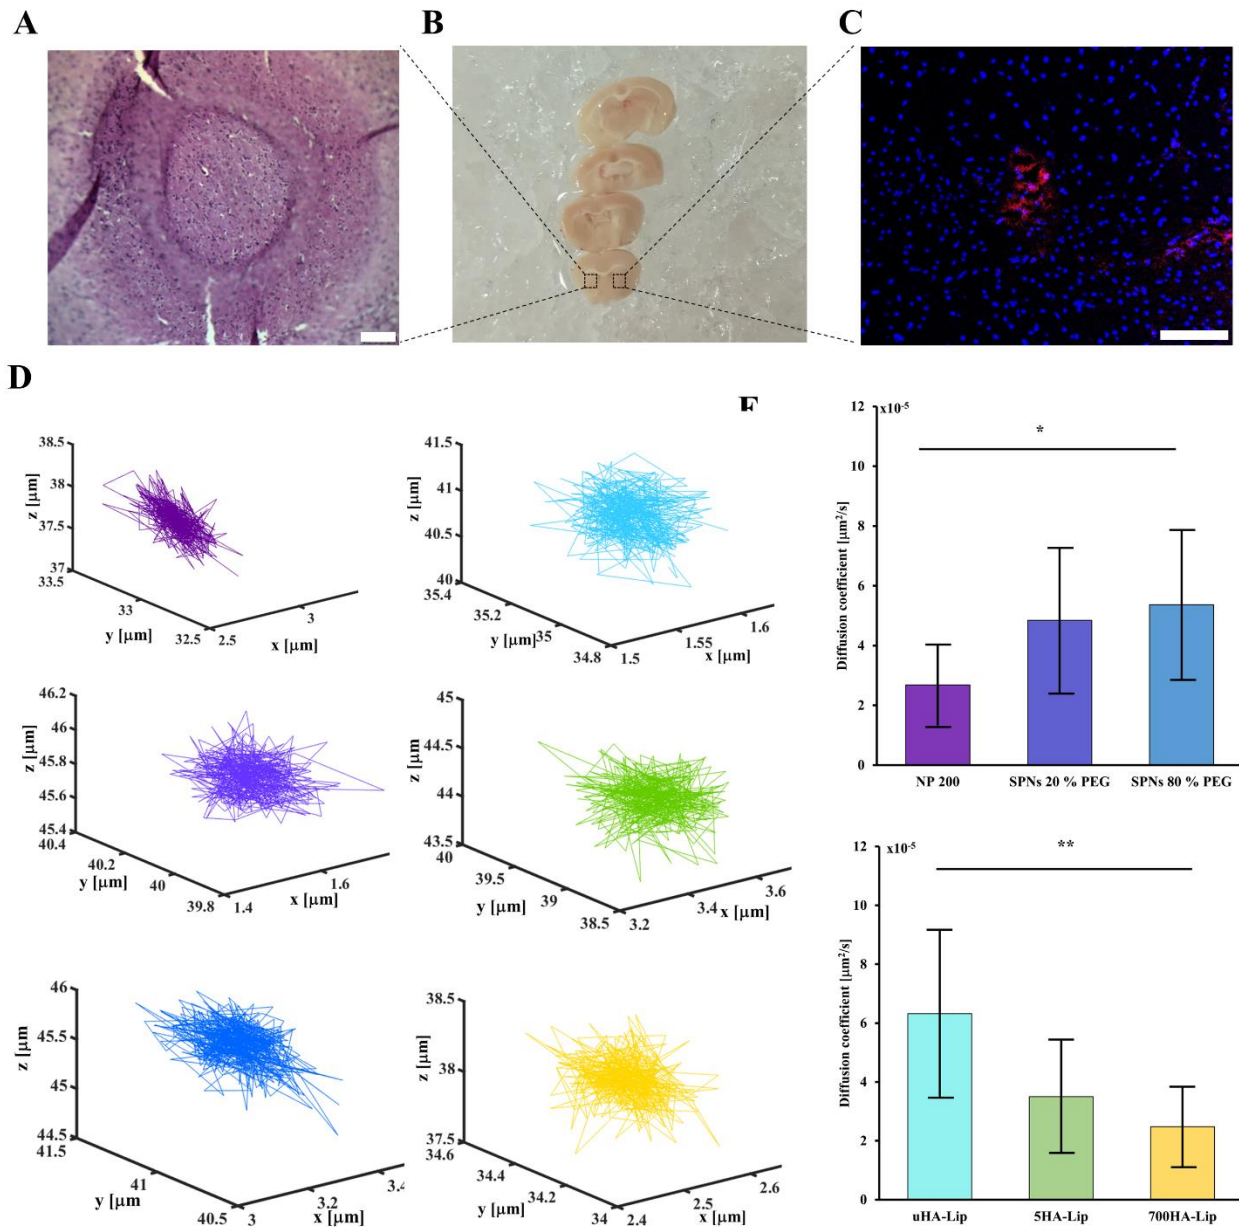 A
B
C
D
z [μm]
38.5
38
37.5
37
33.5
33
32.5
y [μm]
2.5
3
x [μm]
z [μm]
41.5
41
40.5
40
35.4
35.2
35
34.8
y [μm]
1.5
1.55
1.6
x [μm]
z [μm]
46.2
46
45.8
45.6
45.4
40.4
40.2
40
39.8
y [μm]
1.4
1.6
x [μm]
z [μm]
45
44.5
44
43.5
40
39.5
39
38.5
y [μm]
3.2
3.4
3.6
x [μm]
z [μm
46
45.5
45
44.5
41.5
41
40.5
y [μm
3
3.2
3.4
x [μm]
z [μm]
38.5
38
37.5
34.6
34.4
34.2
34
y [μm]
2.4
2.5
2.6
x [μm]
x10-5
12
10
8
6
4
2
0
Diffusion coefficient [μm²/s]
*
NP 200
SPNs 20 % PEG
SPNs 80 % PEG
x10-5
12
10
8
6
4
2
0
Diffusion coefficient [μm²/s]
**
uHA-Lip
5HA-Lip
700HA-Lip